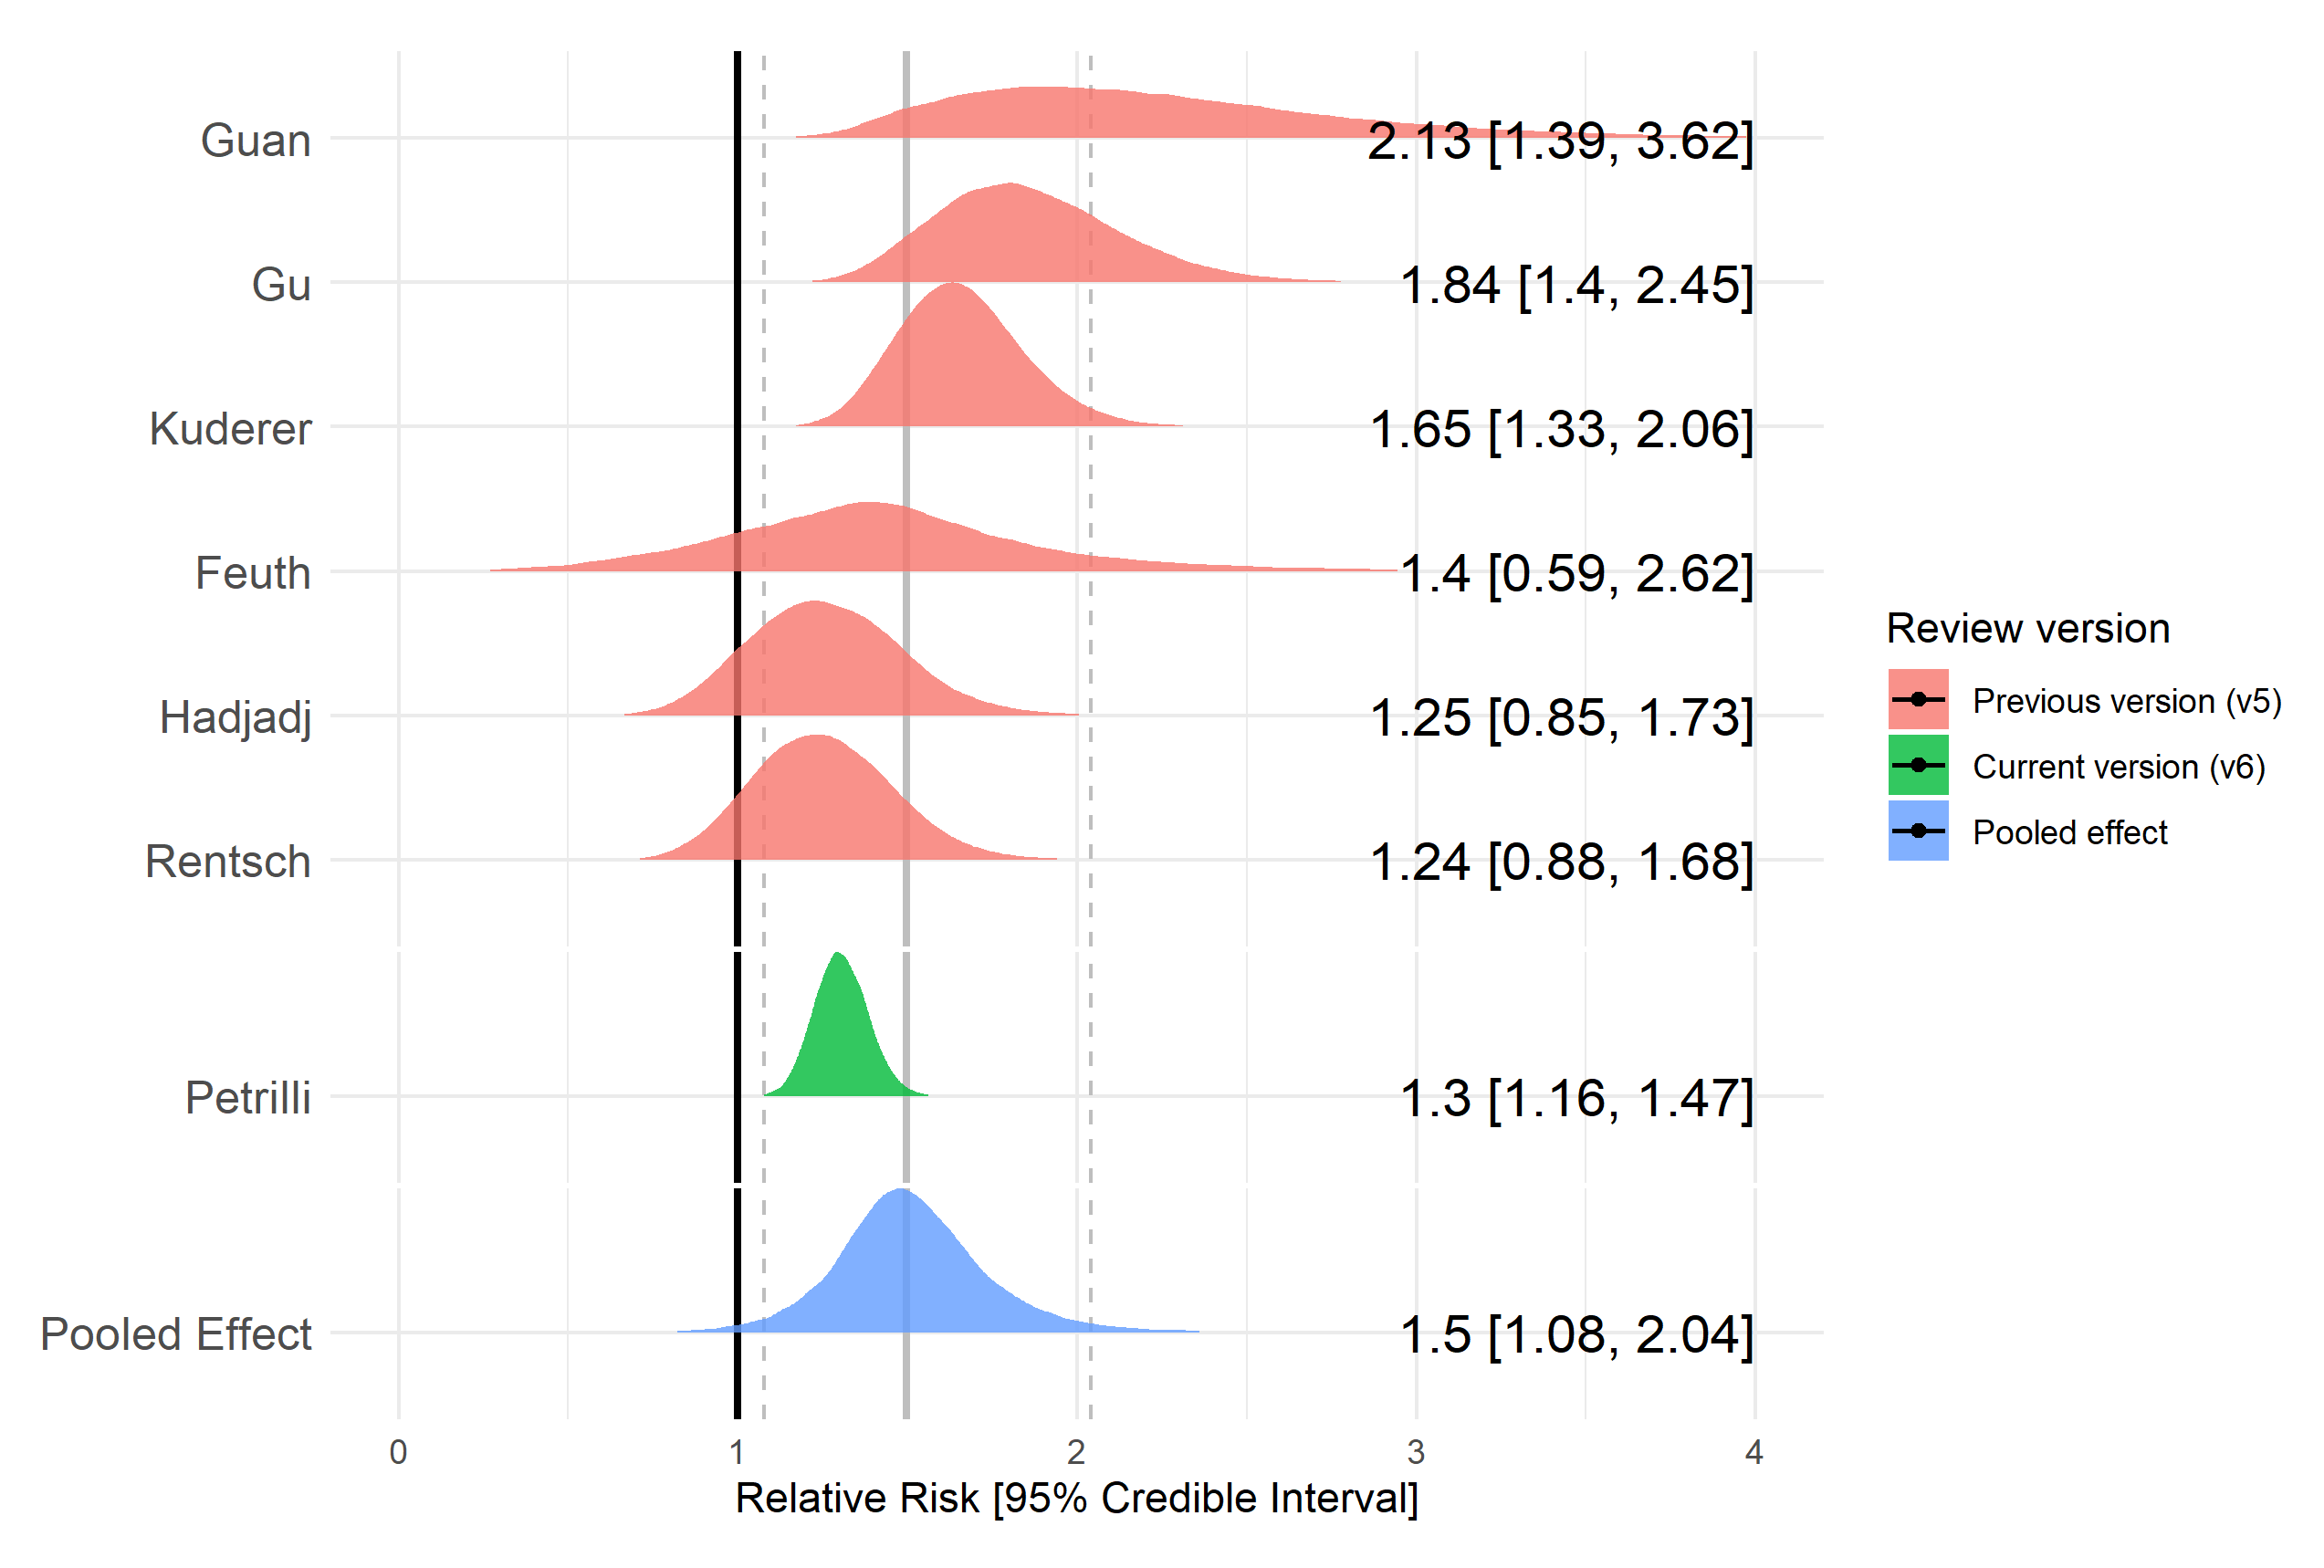 Guan 2.13 [1.39, 3.62]
Gu 1.84 [1.4, 2.45]
Kuderer 1.65 [1.33, 2.06]
Feuth 1.4 [0.59, 2.62]
Hadjadj 1.25 [0.85, 1.73]
Rentsch 1.24 [0.88, 1.68]
Petrilli 1.3 [1.16, 1.47]
Pooled Effect 1.5 [1.08, 2.04]
0 1 2 3 4
Relative Risk [95% Credible Interval]
Review version
Previous version (v5)
Current version (v6)
Pooled effect